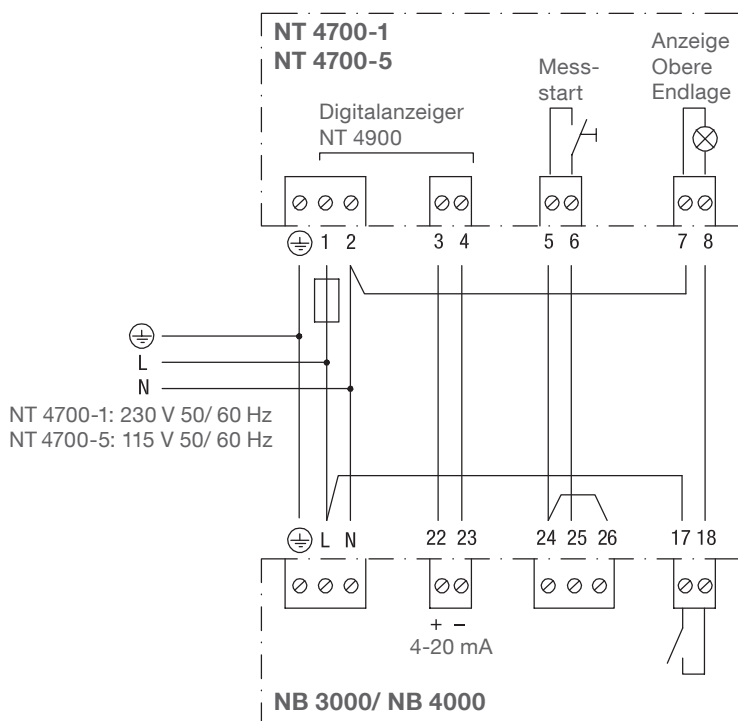 NT 4700-1
NT 4700-5
Digitalanzeiger
NT 4900
Mess-
start
Anzeige
Obere
Endlage
1 2 3 4 5 6 7 8
L
N
NT 4700-1: 230 V 50/ 60 Hz
NT 4700-5: 115 V 50/ 60 Hz
L N 22 23 24 25 26 17 18
+ −
4-20 mA
NB 3000/ NB 4000